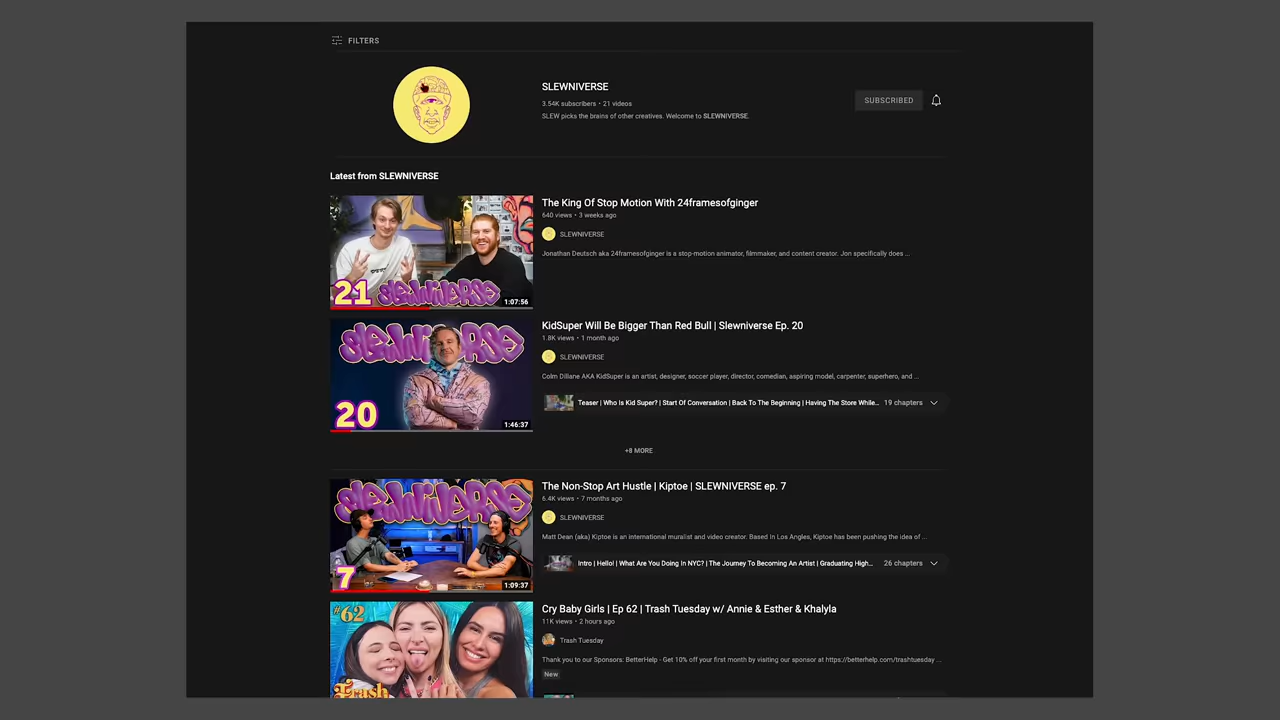 FILTERS
SLEWNIVERSE
3.54K subscribers • 21 videos
SLEW picks the brains of other creatives. Welcome to SLEWNIVERSE.
SUBSCRIBED
Latest from SLEWNIVERSE
21 SLEWNIVERSE
1:07:56
The King Of Stop Motion With 24framesofginger
640 views • 3 weeks ago
SLEWNIVERSE
Jonathan Deutsch aka 24framesofginger is a stop-motion animator, filmmaker, and content creator. Jon specifically does ...
SLEWNIVERSE
20
1:46:37
KidSuper Will Be Bigger Than Red Bull | Slewniverse Ep. 20
1.8K views • 1 month ago
SLEWNIVERSE
Colm Dillane AKA KidSuper is an artist, designer, soccer player, director, comedian, aspiring model, carpenter, superhero, and ...
Teaser | Who Is Kid Super? | Start Of Conversation | Back To The Beginning | Having The Store While...
19 chapters
+8 MORE
SLEWNIVERSE
7
1:09:37
The Non-Stop Art Hustle | Kiptoe | SLEWNIVERSE ep. 7
6.4K views • 7 months ago
SLEWNIVERSE
Matt Dean (aka) Kiptoe is an international muralist and video creator. Based In Los Angles, Kiptoe has been pushing the idea of ...
Intro | Hello! | What Are You Doing In NYC? | The Journey To Becoming An Artist | Graduating High...
26 chapters
#62
Trash
Cry Baby Girls | Ep 62 | Trash Tuesday w/ Annie & Esther & Khalyla
11K views • 2 hours ago
Trash Tuesday
Thank you to our Sponsors: BetterHelp - Get 10% off your first month by visiting our sponsor at https://betterhelp.com/trashtuesday ...
New